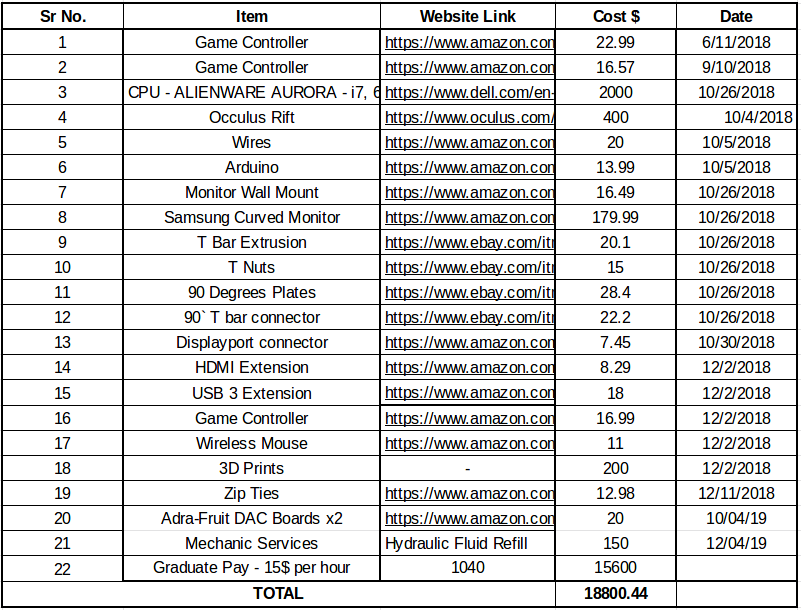 Sr No. Item Website Link Cost $ Date
1 Game Controller https://www.amazon.com 22.99 6/11/2018
2 Game Controller https://www.amazon.com 16.57 9/10/2018
3 CPU - ALIENWARE AURORA - i7, 6 https://www.dell.com/en- 2000 10/26/2018
4 Occulus Rift https://www.oculus.com/ 400 10/4/2018
5 Wires https://www.amazon.com 20 10/5/2018
6 Arduino https://www.amazon.com 13.99 10/5/2018
7 Monitor Wall Mount https://www.amazon.com 16.49 10/26/2018
8 Samsung Curved Monitor https://www.amazon.com 179.99 10/26/2018
9 T Bar Extrusion https://www.ebay.com/itr 20.1 10/26/2018
10 T Nuts https://www.ebay.com/itr 15 10/26/2018
11 90 Degrees Plates https://www.ebay.com/itr 28.4 10/26/2018
12 90` T bar connector https://www.ebay.com/itr 22.2 10/26/2018
13 Displayport connector https://www.amazon.com 7.45 10/30/2018
14 HDMI Extension https://www.amazon.com 8.29 12/2/2018
15 USB 3 Extension https://www.amazon.com 18 12/2/2018
16 Game Controller https://www.amazon.com 16.99 12/2/2018
17 Wireless Mouse https://www.amazon.com 11 12/2/2018
18 3D Prints - 200 12/2/2018
19 Zip Ties https://www.amazon.com 12.98 12/11/2018
20 Adra-Fruit DAC Boards x2 https://www.amazon.com 20 10/04/19
21 Mechanic Services Hydraulic Fluid Refill 150 12/04/19
22 Graduate Pay - 15$ per hour 1040 15600
TOTAL 18800.44